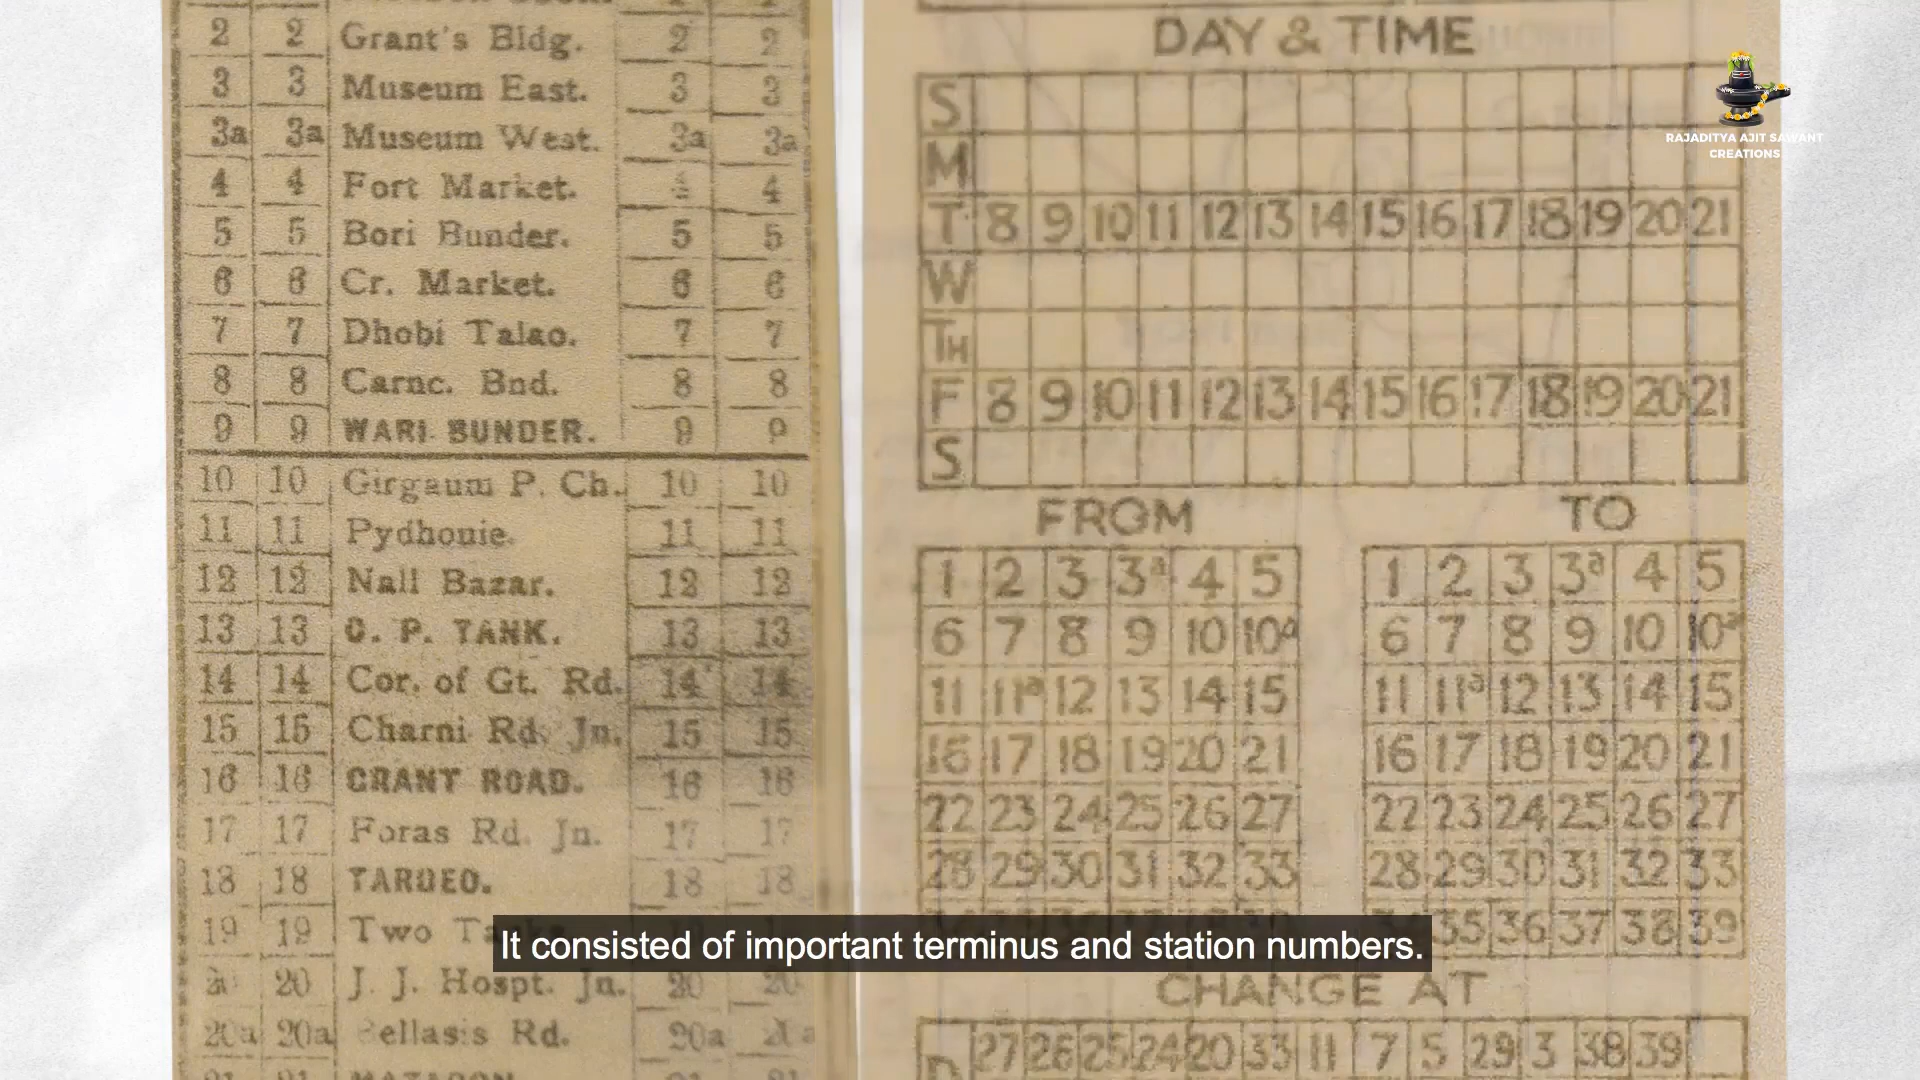 2 2 Grant's Bldg. 2 2
3 3 Museum East. 3 3
3a 3a Museum West. 3a 3a
4 4 Fort Market. 4 4
5 5 Bori Bunder. 5 5
6 6 Cr. Market. 6 6
7 7 Dhobi Talao. 7 7
8 8 Carnc. Bnd. 8 8
9 9 WARI BUNDER. 9 9
10 10 Girgaum P. Ch. 10 10
11 11 Pydhonie. 11 11
12 12 Nall Bazar. 12 12
13 13 C. P. TANK. 13 13
14 14 Cor. of Gt. Rd. 14 14
15 15 Charni Rd. Jn. 15 15
16 16 GRANT ROAD. 16 16
17 17 Foras Rd. Jn. 17 17
18 18 TARDEO. 18 18
19 19 Two
20 J. J. Hospt. Jn. 20 20
20a 20a Bellasis Rd. 20a
DAY & TIME
S
M
T 8 9 10 11 12 13 14 15 16 17 18 19 20 21
W
TH
F 8 9 10 11 12 13 14 15 16 17 18 19 20 21
S
FROM
1 2 3 3a 4 5
6 7 8 9 10 10a
11 11a 12 13 14 15
16 17 18 19 20 21
22 23 24 25 26 27
28 29 30 31 32 33
TO
1 2 3 3a 4 5
6 7 8 9 10 10a
11 11a 12 13 14 15
16 17 18 19 20 21
22 23 24 25 26 27
28 29 30 31 32 33
35 36 37 38 39
CHANGE AT
27 26 25 24 20 33 11 7 5 29 3 38 39
RAJADITYA AJIT SAWANT
CREATIONS
It consisted of important terminus and station numbers.